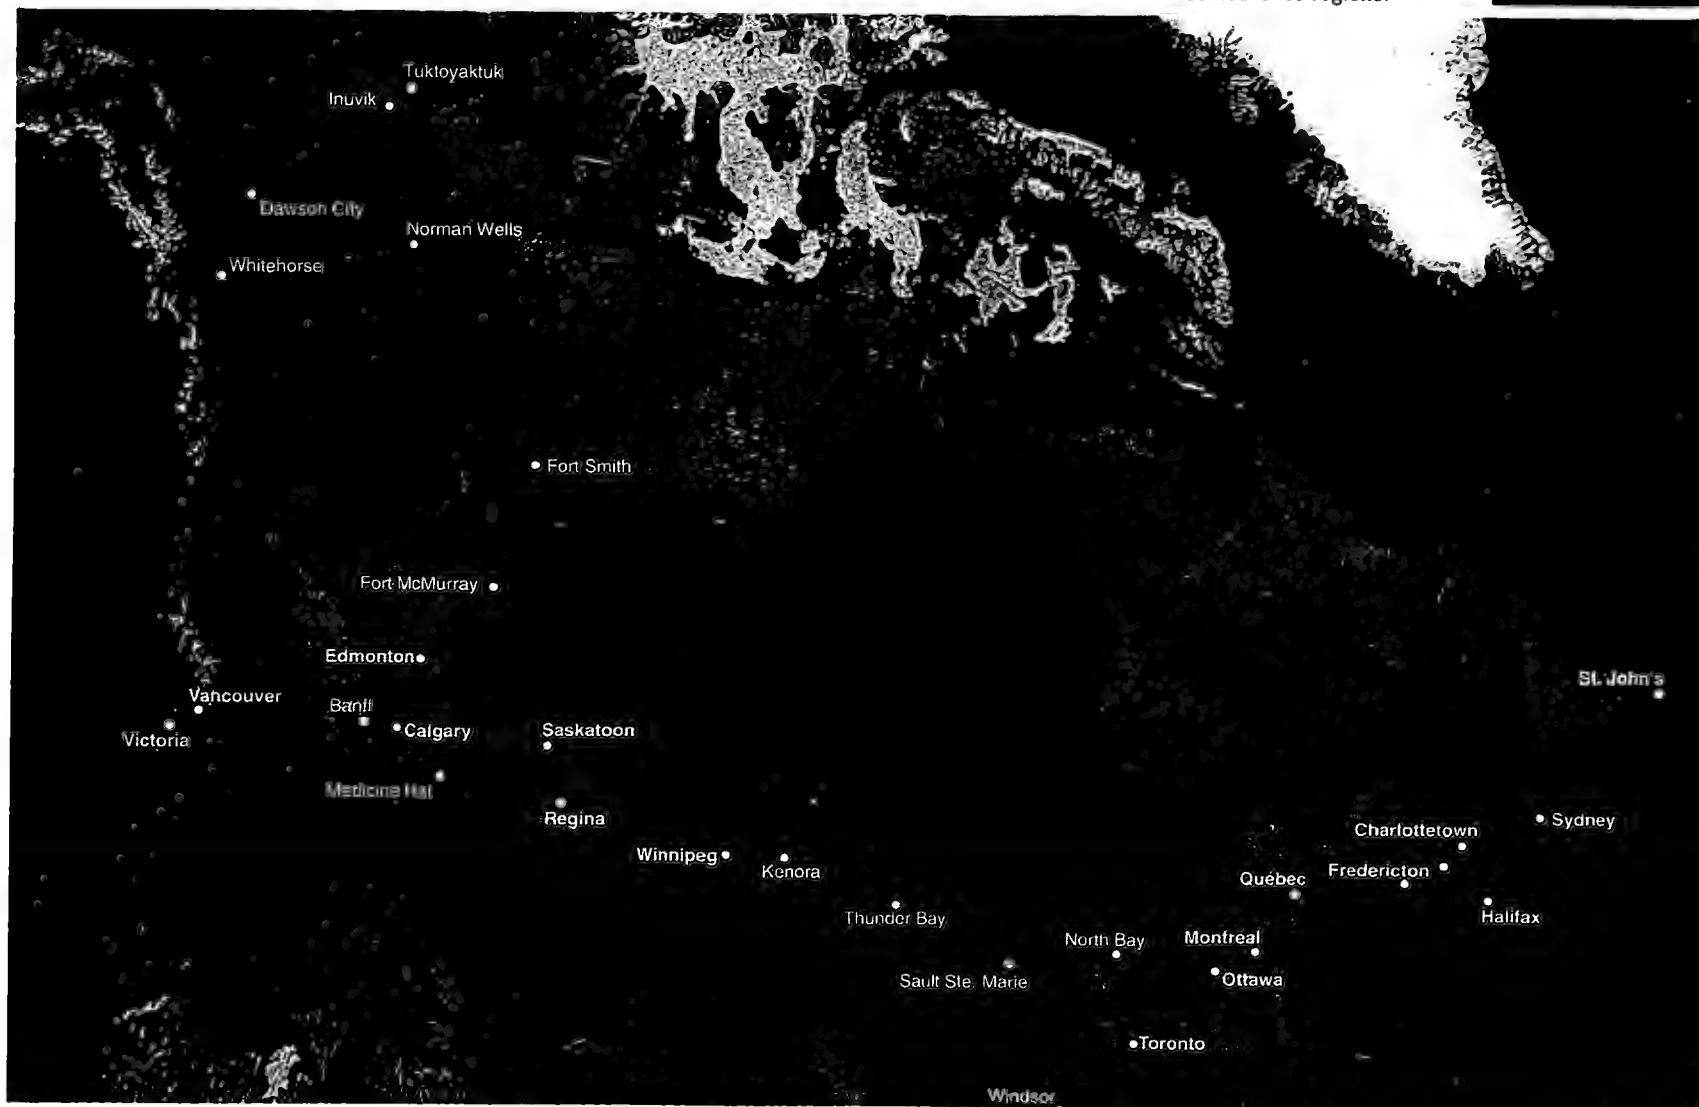 Tuktoyaktuk
Inuvik
Dawson City
Norman Wells
Whitehorse
Fort Smith
Fort McMurray
Edmonton
St. John's
Vancouver
Banff
Calgary
Saskatoon
Victoria
Medicine Hat
Regina
Sydney
Charlottetown
Winnipeg
Kenora
Fredericton
Québec
Halifax
Thunder Bay
North Bay
Montréal
Ottawa
Sault Ste. Marie
Toronto
Windsor